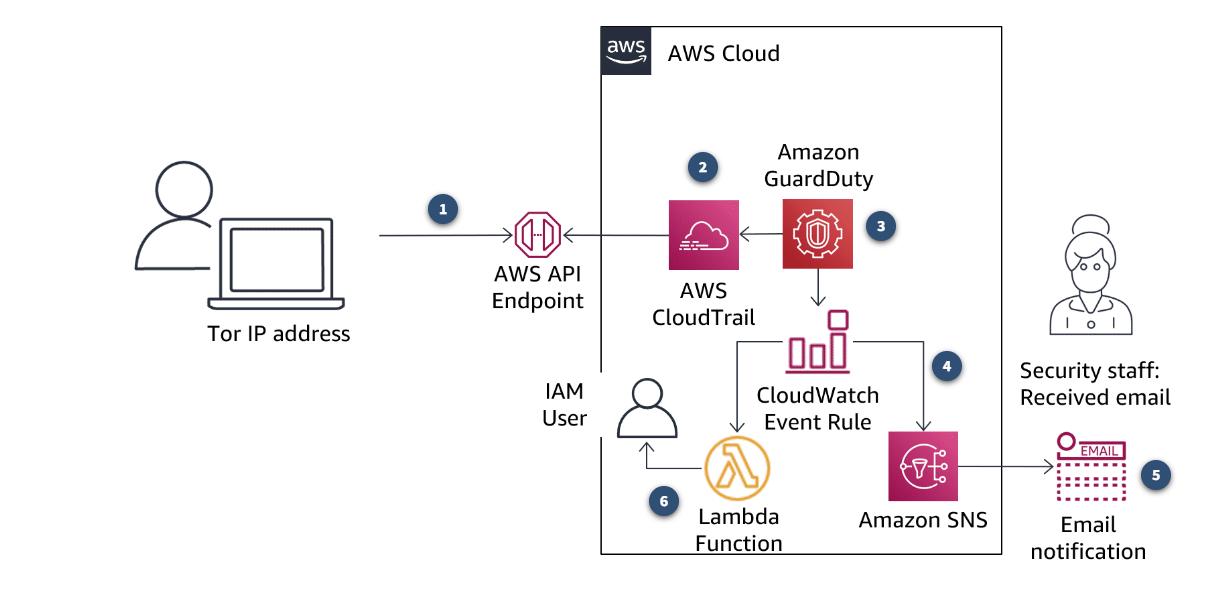 aws
AWS Cloud
Amazon
GuardDuty
2
1
3
AWS API
Endpoint
AWS
CloudTrail
Tor IP address
4
Security staff:
Received email
IAM
User
CloudWatch
Event Rule
EMAIL
5
6
Lambda
Function
Amazon SNS
Email
notification